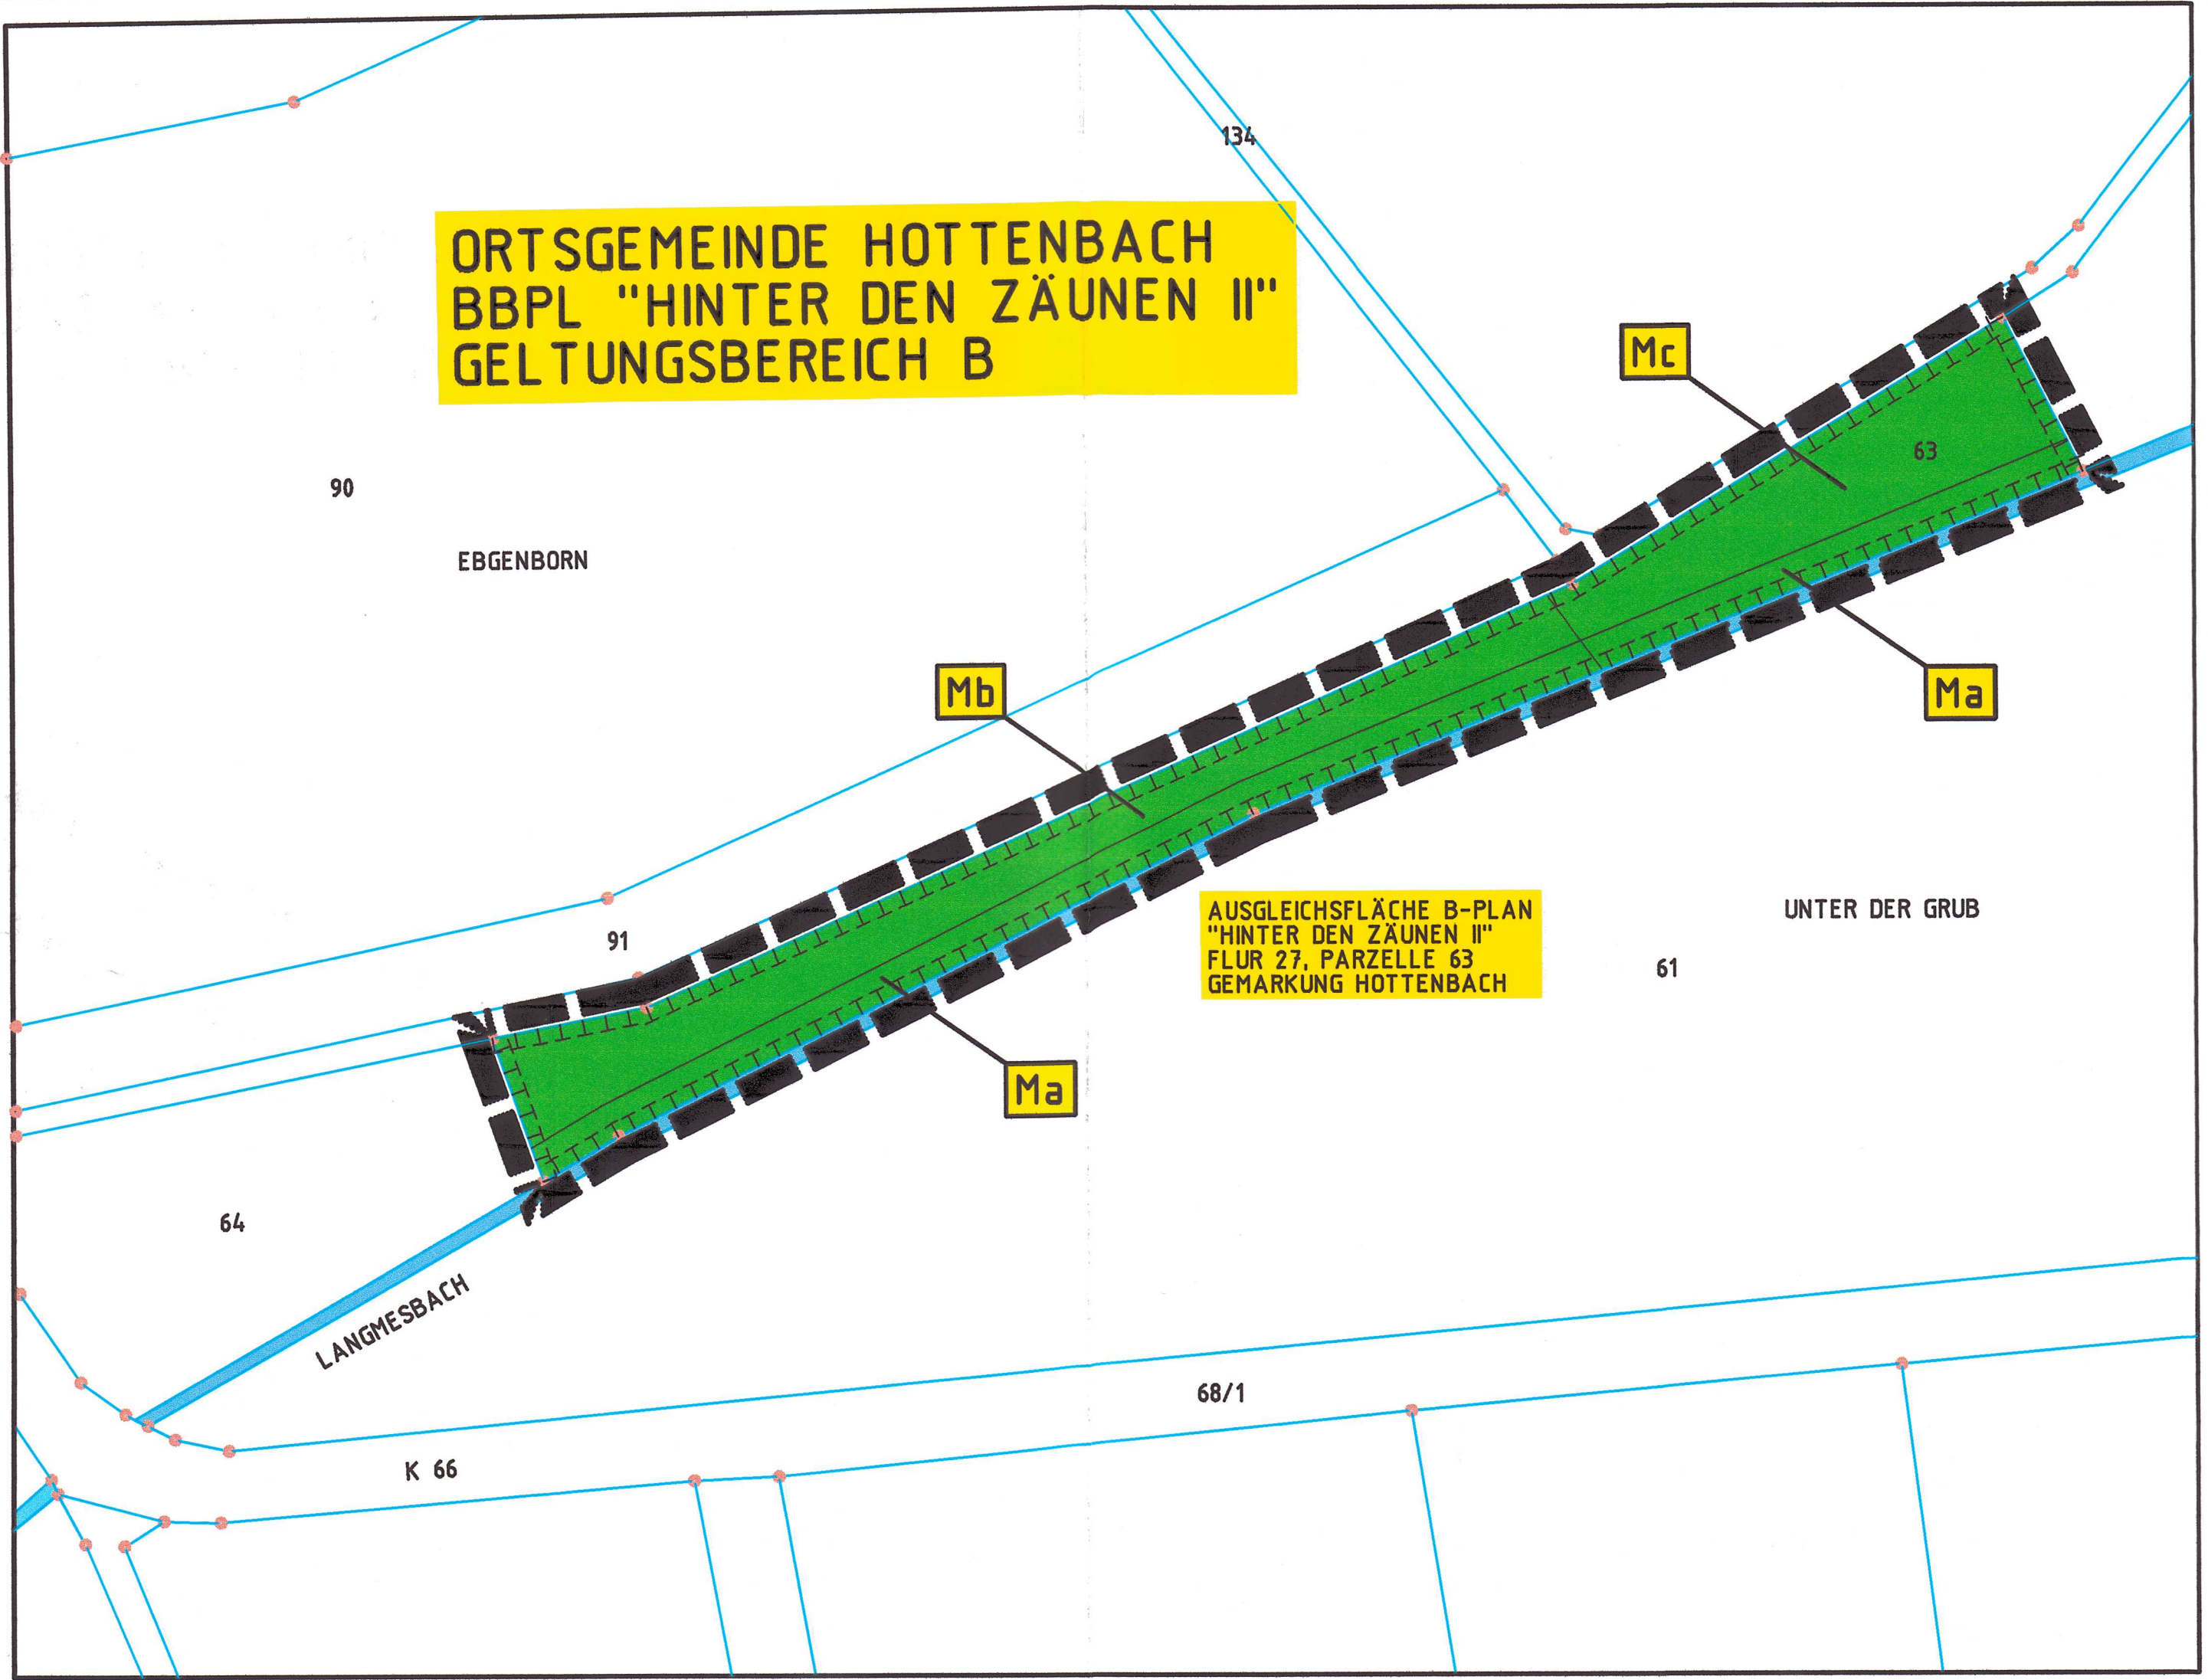 134
ORTSGEMEINDE HOTTENBACH
BBPL "HINTER DEN ZÄUNEN II"
GELTUNGSBEREICH B
Mc
63
90
EBGENBORN
Mb
Ma
AUSGLEICHSFLÄCHE B-PLAN
"HINTER DEN ZÄUNEN II"
FLUR 27, PARZELLE 63
GEMARKUNG HOTTENBACH
UNTER DER GRUB
91
61
Ma
64
LANGMESBACH
68/1
K 66